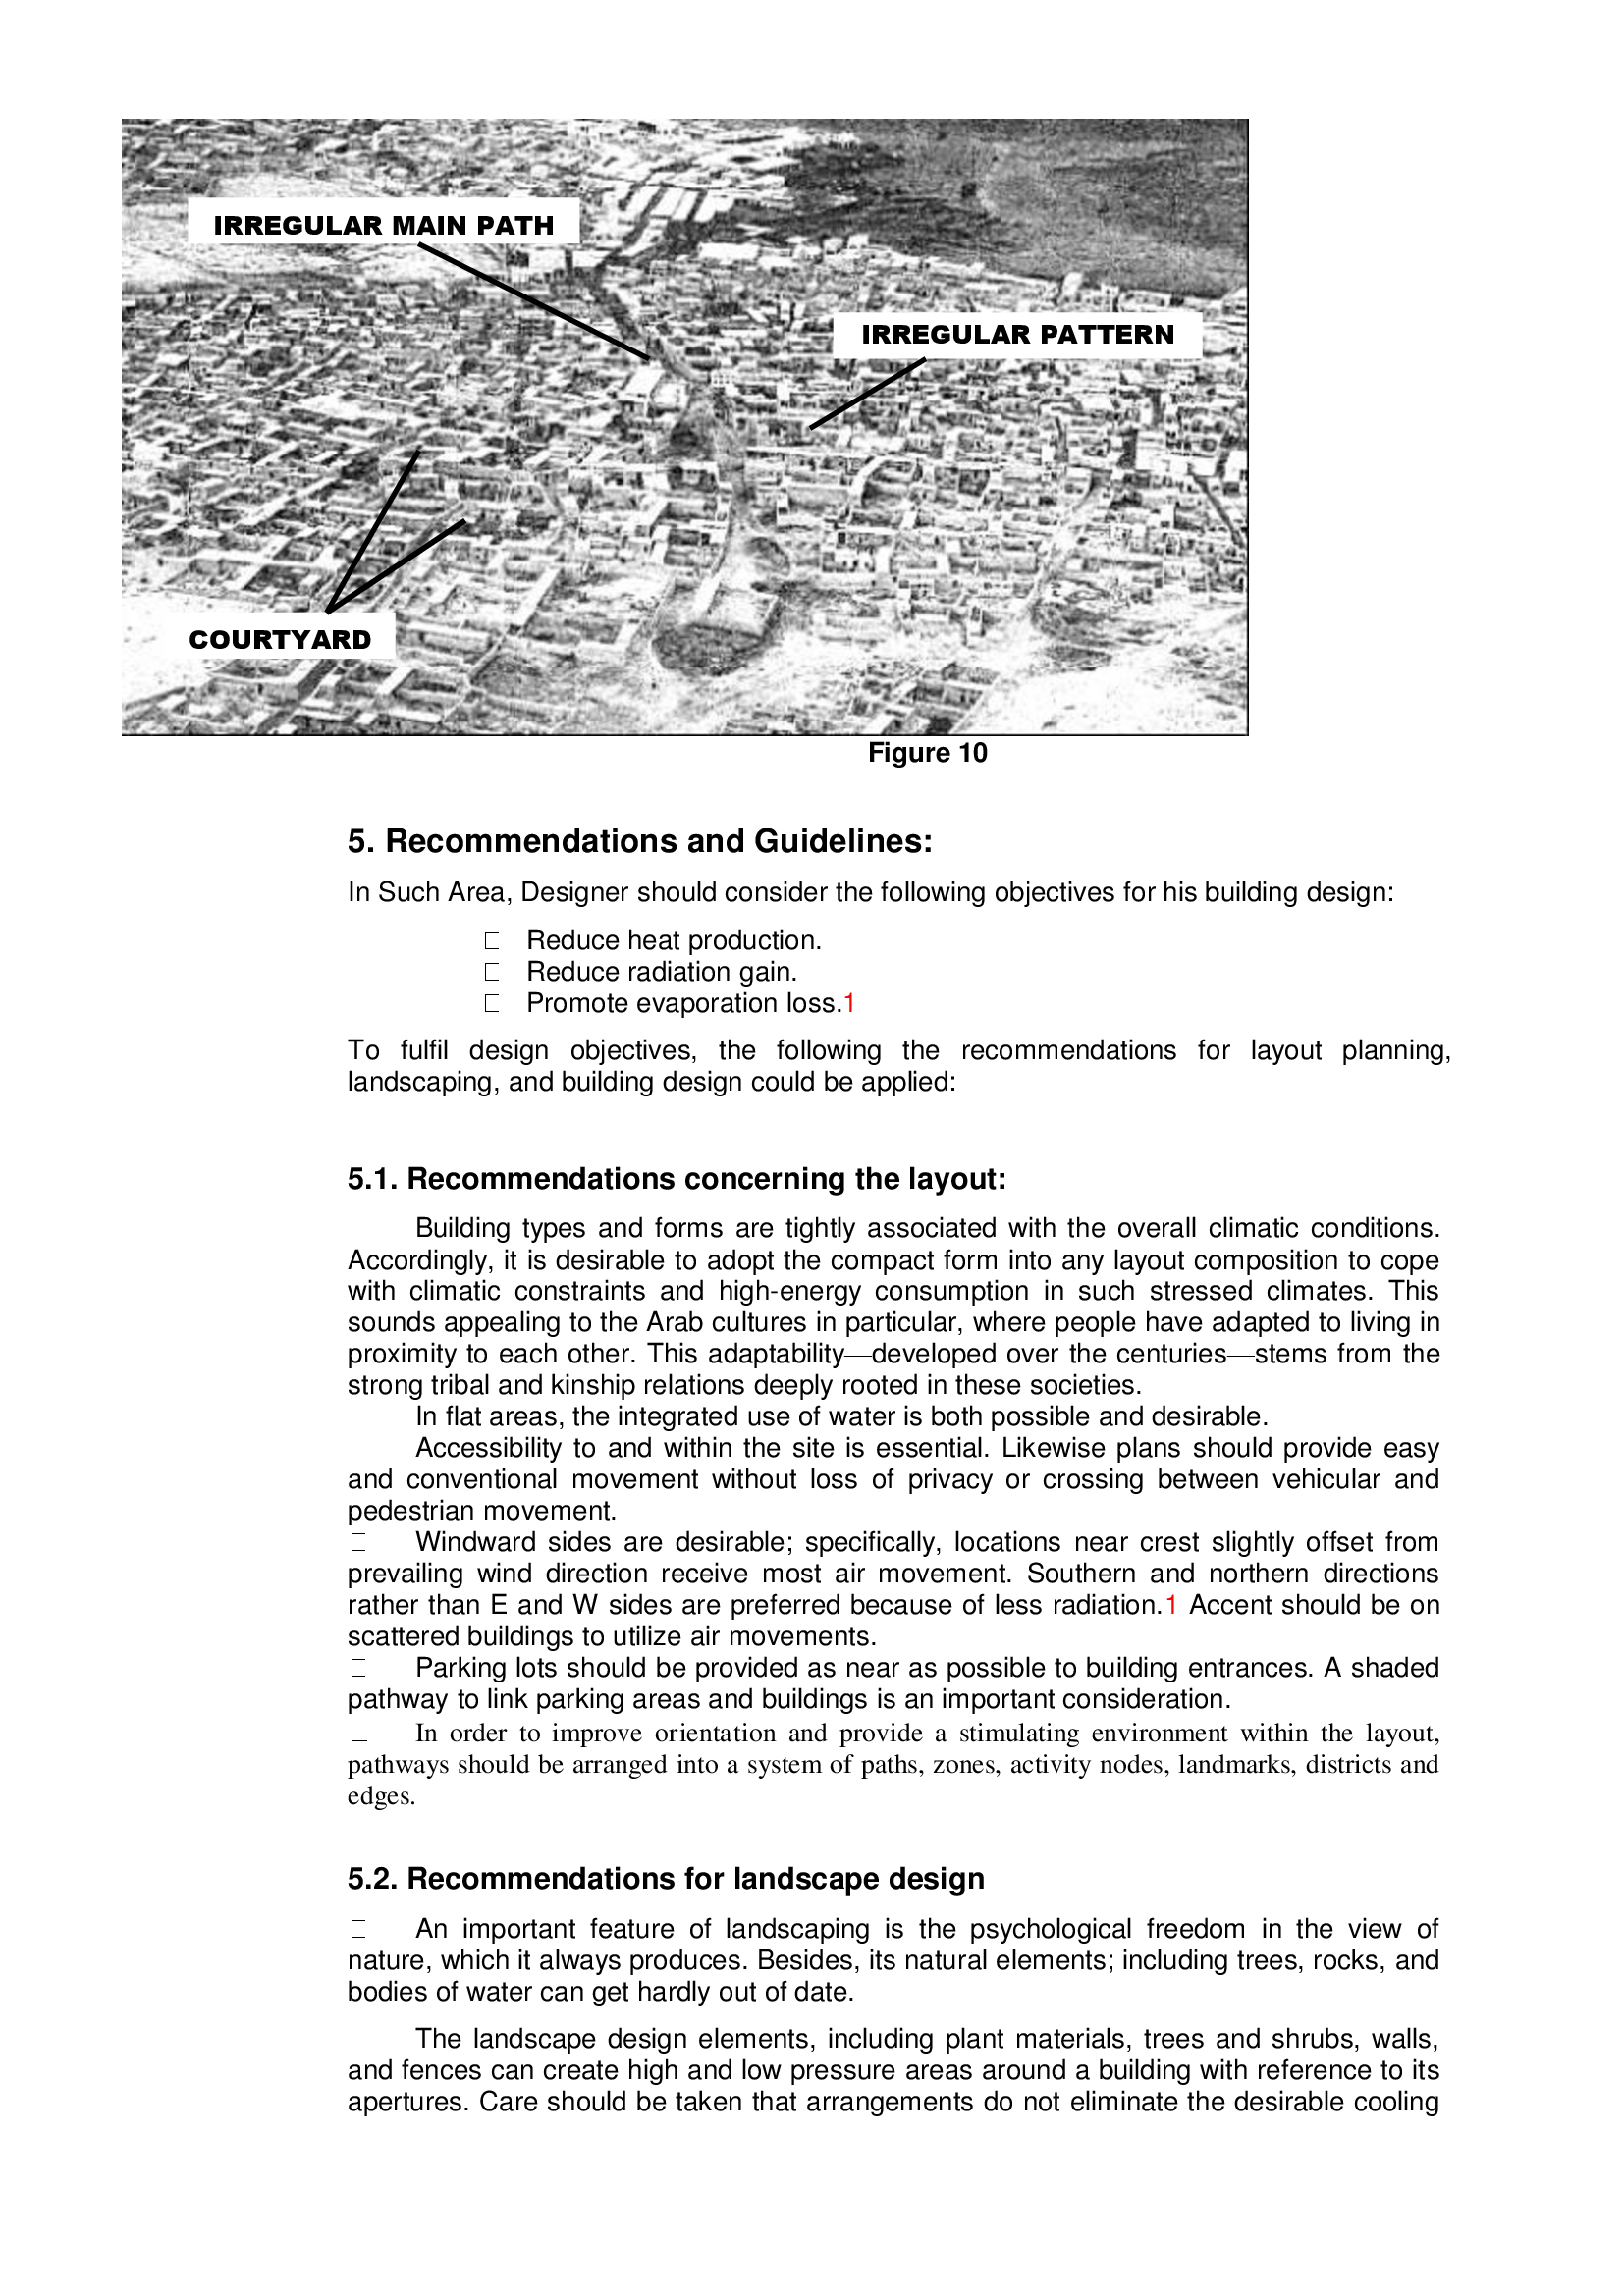 IRREGULAR MAIN PATH
IRREGULAR PATTERN
COURTYARD
Figure 10
5. Recommendations and Guidelines:
In Such Area, Designer should consider the following objectives for his building design:
Reduce heat production.
Reduce radiation gain.
Promote evaporation loss.1
To fulfil design objectives, the following the recommendations for layout planning,
landscaping, and building design could be applied:
5.1. Recommendations concerning the layout:
Building types and forms are tightly associated with the overall climatic conditions.
Accordingly, it is desirable to adopt the compact form into any layout composition to cope
with climatic constraints and high-energy consumption in such stressed climates. This
sounds appealing to the Arab cultures in particular, where people have adapted to living in
proximity to each other. This adaptability—developed over the centuries—stems from the
strong tribal and kinship relations deeply rooted in these societies.
In flat areas, the integrated use of water is both possible and desirable.
Accessibility to and within the site is essential. Likewise plans should provide easy
and conventional movement without loss of privacy or crossing between vehicular and
pedestrian movement.
Windward sides are desirable; specifically, locations near crest slightly offset from
prevailing wind direction receive most air movement. Southern and northern directions
rather than E and W sides are preferred because of less radiation.1 Accent should be on
scattered buildings to utilize air movements.
Parking lots should be provided as near as possible to building entrances. A shaded
pathway to link parking areas and buildings is an important consideration.
In order to improve orientation and provide a stimulating environment within the layout,
pathways should be arranged into a system of paths, zones, activity nodes, landmarks, districts and
edges.
5.2. Recommendations for landscape design
An important feature of landscaping is the psychological freedom in the view of
nature, which it always produces. Besides, its natural elements; including trees, rocks, and
bodies of water can get hardly out of date.
The landscape design elements, including plant materials, trees and shrubs, walls,
and fences can create high and low pressure areas around a building with reference to its
apertures. Care should be taken that arrangements do not eliminate the desirable cooling